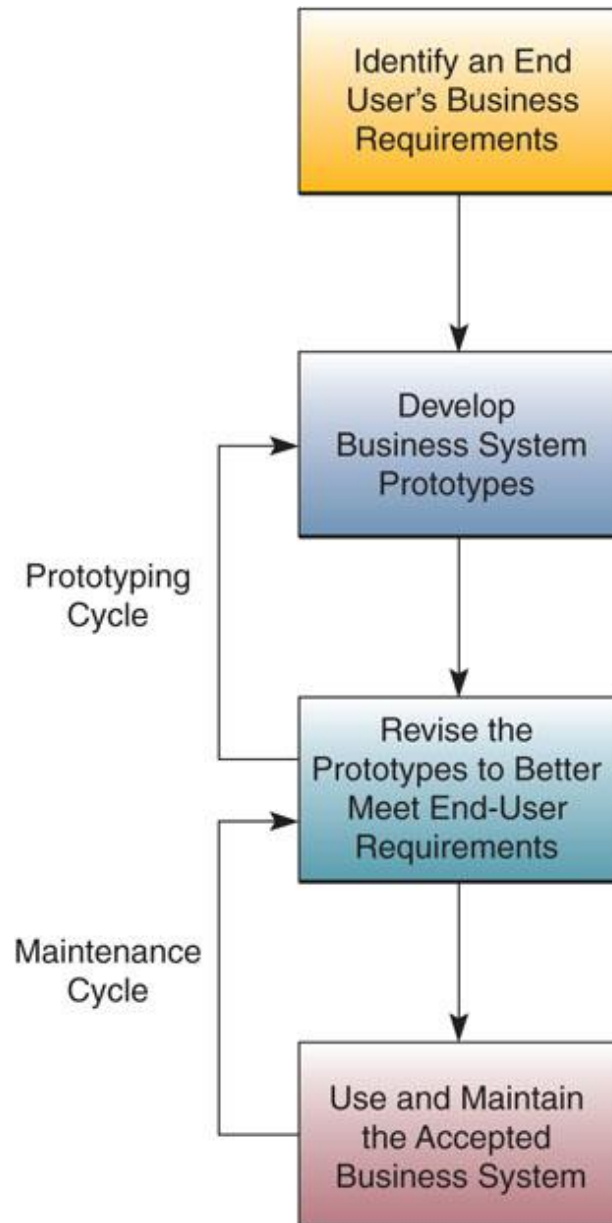 Identify an End
User's Business
Requirements
Develop
Business System
Prototypes
Prototyping
Cycle
Revise the
Prototypes to Better
Meet End-User
Requirements
Maintenance
Cycle
Use and Maintain
the Accepted
Business System